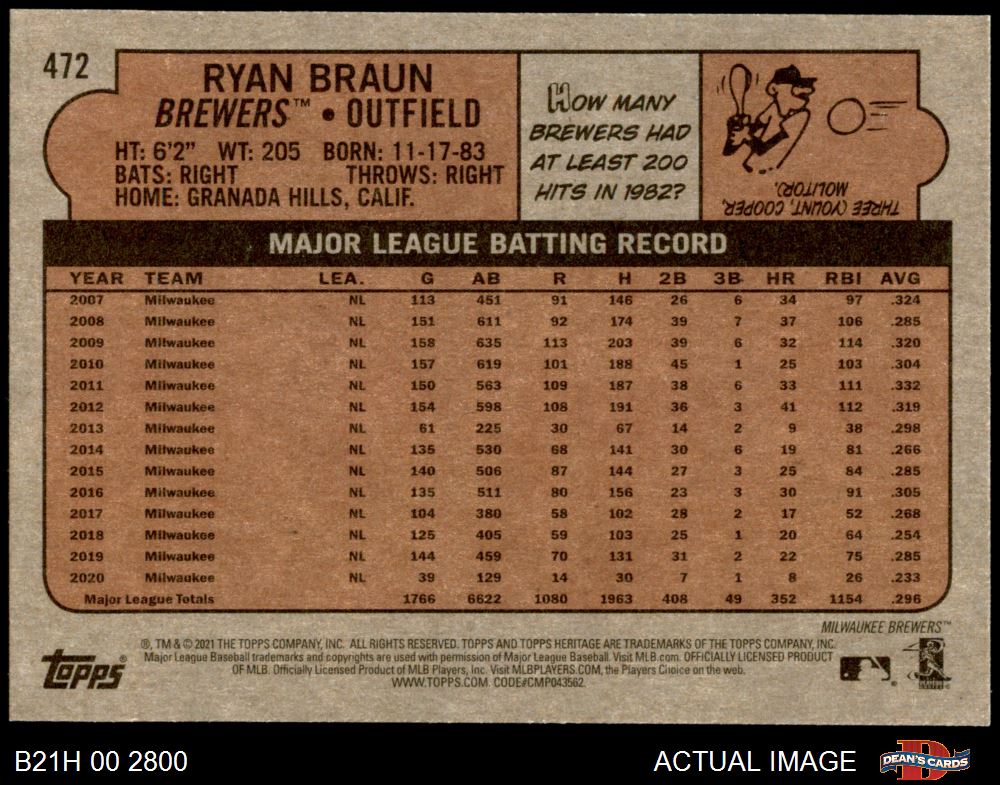 472
RYAN BRAUN
BREWERS™ • OUTFIELD
HT: 6'2" WT: 205 BORN: 11-17-83
BATS: RIGHT THROWS: RIGHT
HOME: GRANADA HILLS, CALIF.
HOW MANY
BREWERS HAD
AT LEAST 200
HITS IN 1982?
THREE (YOUNT, COOPER,
MOLITOR).
MAJOR LEAGUE BATTING RECORD
YEAR TEAM LEA. G AB R H 2B 3B HR RBI AVG
2007 Milwaukee NL 113 451 91 146 26 6 34 97 .324
2008 Milwaukee NL 151 611 92 174 39 7 37 106 .285
2009 Milwaukee NL 158 635 113 203 39 6 32 114 .320
2010 Milwaukee NL 157 619 101 188 45 1 25 103 .304
2011 Milwaukee NL 150 563 109 187 38 6 33 111 .332
2012 Milwaukee NL 154 598 108 191 36 3 41 112 .319
2013 Milwaukee NL 61 225 30 67 14 2 9 38 .298
2014 Milwaukee NL 135 530 68 141 30 6 19 81 .266
2015 Milwaukee NL 140 506 87 144 27 3 25 84 .285
2016 Milwaukee NL 135 511 80 156 23 3 30 91 .305
2017 Milwaukee NL 104 380 58 102 28 2 17 52 .268
2018 Milwaukee NL 125 405 59 103 25 1 20 64 .254
2019 Milwaukee NL 144 459 70 131 31 2 22 75 .285
2020 Milwaukee NL 39 129 14 30 7 1 8 26 .233
Major League Totals 1766 6622 1080 1963 408 49 352 1154 .296
MILWAUKEE BREWERS™
®, TM & © 2021 THE TOPPS COMPANY, INC. ALL RIGHTS RESERVED. TOPPS AND TOPPS HERITAGE ARE TRADEMARKS OF THE TOPPS COMPANY, INC.
Major League Baseball trademarks and copyrights are used with permission of Major League Baseball. Visit MLB.com. OFFICIALLY LICENSED PRODUCT
OF MLB. Officially Licensed Product of MLB Players, Inc. Visit MLBPLAYERS.COM, the Players Choice on the web.
WWW.TOPPS.COM. CODE#CMP043562.
topps®
B21H 00 2800
ACTUAL IMAGE
DEAN'S CARDS